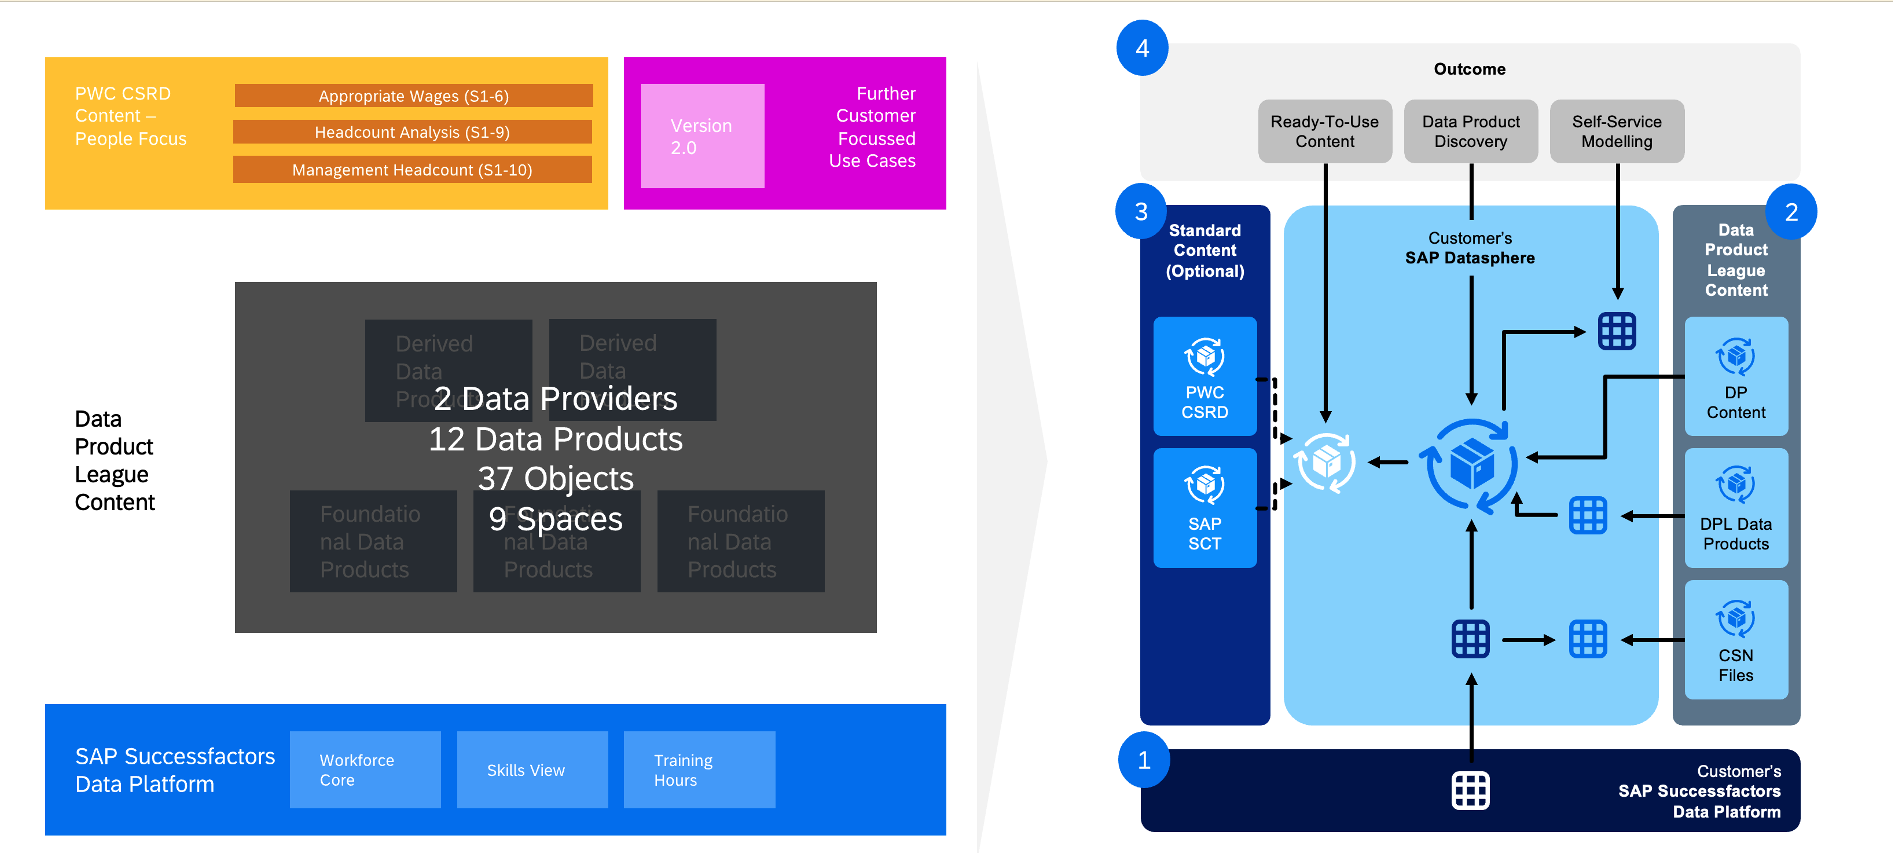 PWC CSRD
Content –
People Focus
Appropriate Wages (S1-6)
Headcount Analysis (S1-9)
Management Headcount (S1-10)
Version
2.0
Further
Customer
Focussed
Use Cases
Data
Product
League
Content
Derived
Data
Derived
Data
2 Data Providers
12 Data Products
37 Objects
9 Spaces
Foundatio
nal Data
Products
nal Data
Products
Foundatio
nal Data
Products
SAP Successfactors
Data Platform
Workforce
Core
Skills View
Training
Hours
4
Outcome
Ready-To-Use
Content
Data Product
Discovery
Self-Service
Modelling
3
Standard
Content
(Optional)
PWC
CSRD
SAP
SCT
Customer’s
SAP Datasphere
2
Data
Product
League
Content
DP
Content
DPL Data
Products
CSN
Files
1
Customer’s
SAP Successfactors
Data Platform